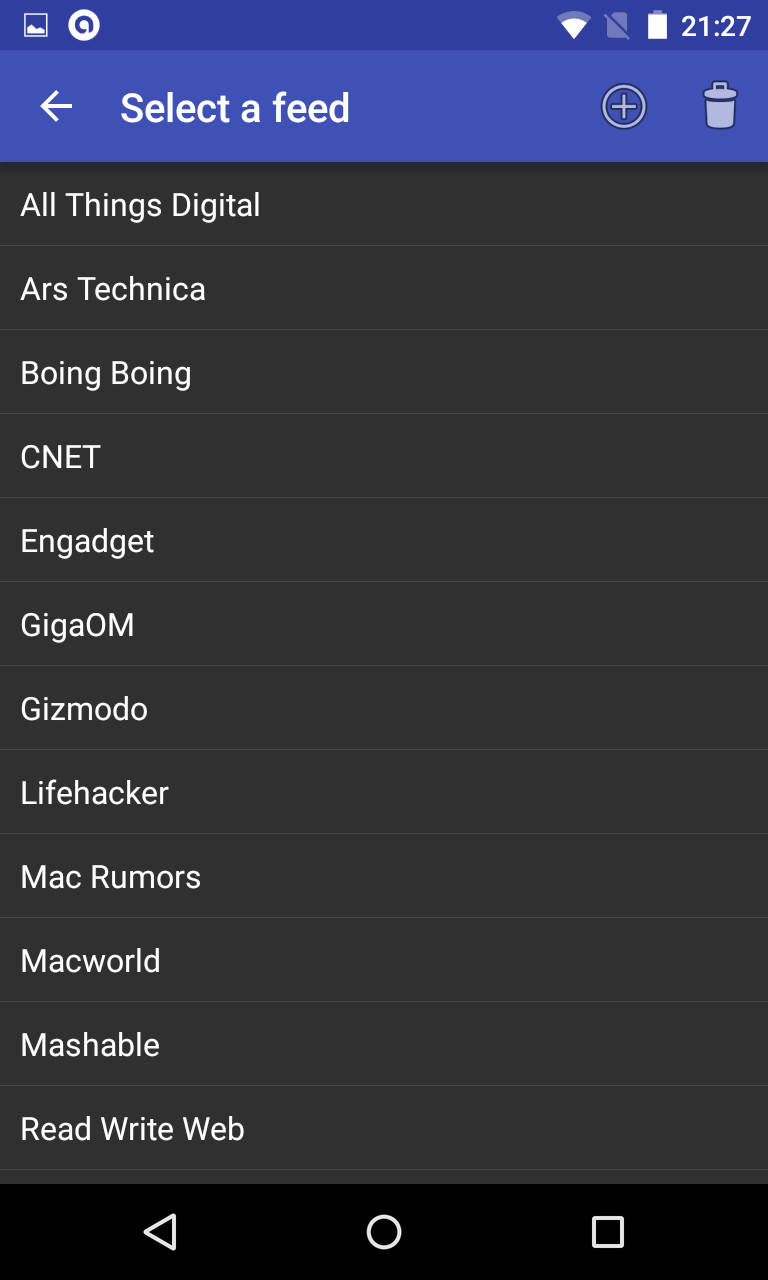 21:27
Select a feed
All Things Digital
Ars Technica
Boing Boing
CNET
Engadget
GigaOM
Gizmodo
Lifehacker
Mac Rumors
Macworld
Mashable
Read Write Web